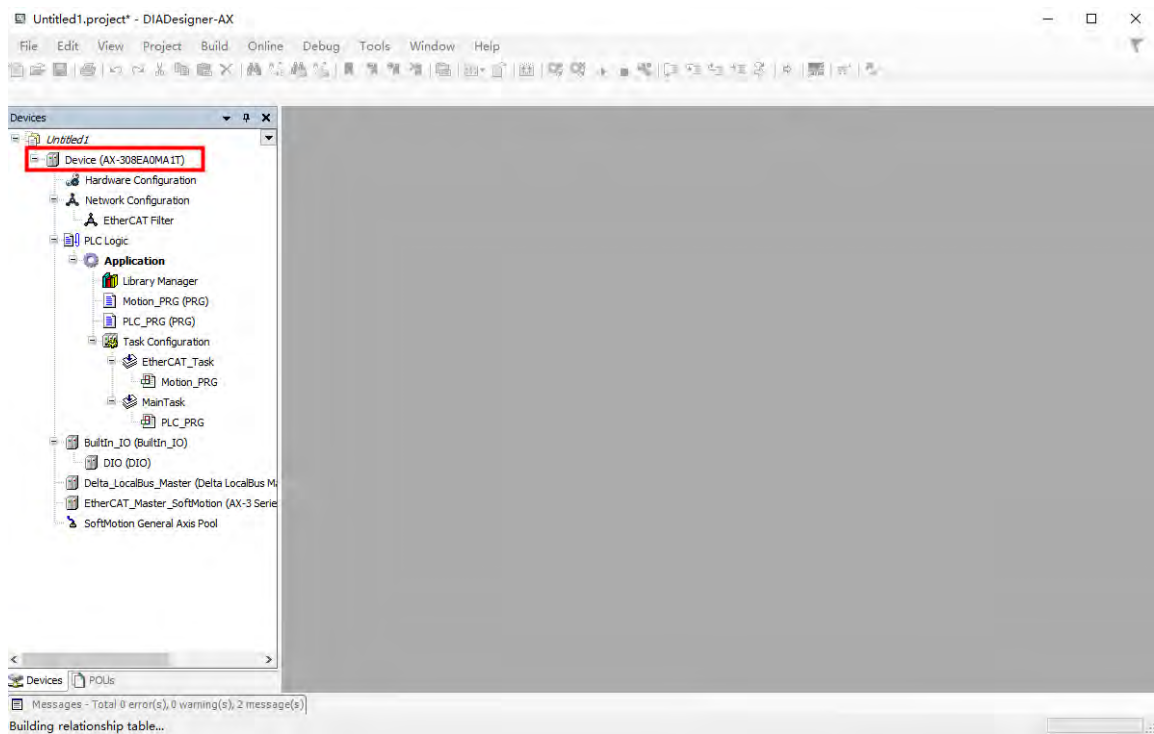 Untitled1.project* - DIADesigner-AX
File Edit View Project Build Online Debug Tools Window Help
Devices
Untitled1
Device (AX-308EA0MA1T)
Hardware Configuration
Network Configuration
EtherCAT Filter
PLC Logic
Application
Library Manager
Motion_PRG (PRG)
PLC_PRG (PRG)
Task Configuration
EtherCAT_Task
Motion_PRG
MainTask
PLC_PRG
BuiltIn_IO (BuiltIn_IO)
DIO (DIO)
Delta_LocalBus_Master (Delta LocalBus Ma
EtherCAT_Master_SoftMotion (AX-3 Serie
SoftMotion General Axis Pool
Devices POUs
Messages - Total 0 error(s), 0 warning(s), 2 message(s)
Building relationship table...